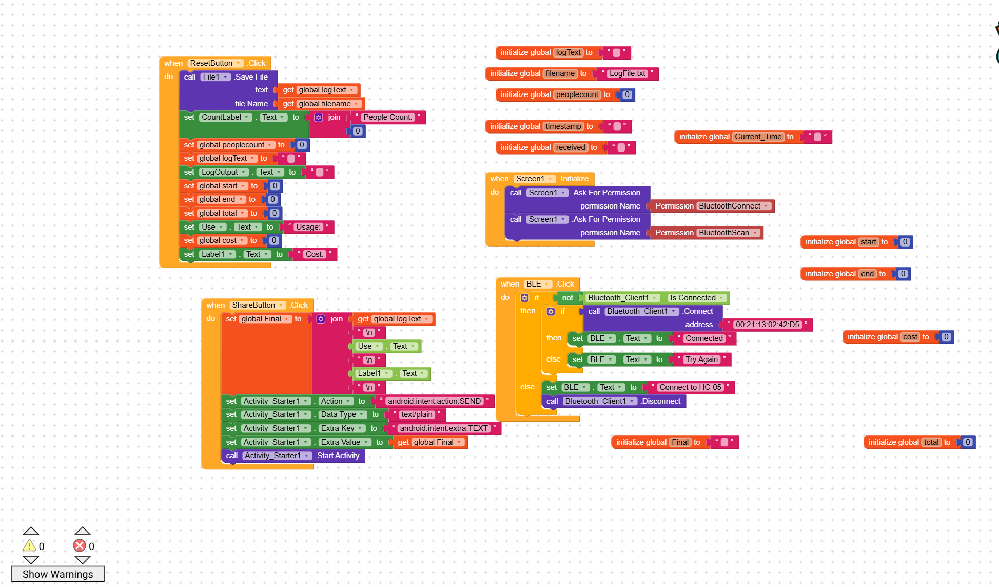 when ResetButton .Click
do call File1 .Save File
text get global logText
file Name get global filename
set CountLabel . Text to join " People Count: "
0
set global peoplecount to 0
set global logText to " "
set LogOutput . Text to " "
set global start to 0
set global end to 0
set global total to 0
set Use . Text to " Usage: "
set global cost to 0
set Label1 . Text to " Cost: "
when ShareButton .Click
do set global Final to join get global logText
" \n "
Use . Text
" \n "
Label1 . Text
" \n "
set Activity_Starter1 . Action to " android.intent.action.SEND "
set Activity_Starter1 . Data Type to " text/plain "
set Activity_Starter1 . Extra Key to " android.intent.extra.TEXT "
set Activity_Starter1 . Extra Value to get global Final
call Activity_Starter1 .Start Activity
initialize global logText to " "
initialize global filename to " LogFile.txt "
initialize global peoplecount to 0
initialize global timestamp to " "
initialize global Current_Time to " "
initialize global received to " "
when Screen1 .Initialize
do call Screen1 .Ask For Permission
permission Name Permission BluetoothConnect
call Screen1 .Ask For Permission
permission Name Permission BluetoothScan
initialize global start to 0
initialize global end to 0
when BLE .Click
do if not Bluetooth_Client1 . Is Connected
then if call Bluetooth_Client1 .Connect
address " 00:21:13:02:42:D5 "
then set BLE . Text to " Connected "
else set BLE . Text to " Try Again "
else set BLE . Text to " Connect to HC-05 "
call Bluetooth_Client1 .Disconnect
initialize global cost to 0
initialize global Final to " "
initialize global total to 0
0 0
Show Warnings